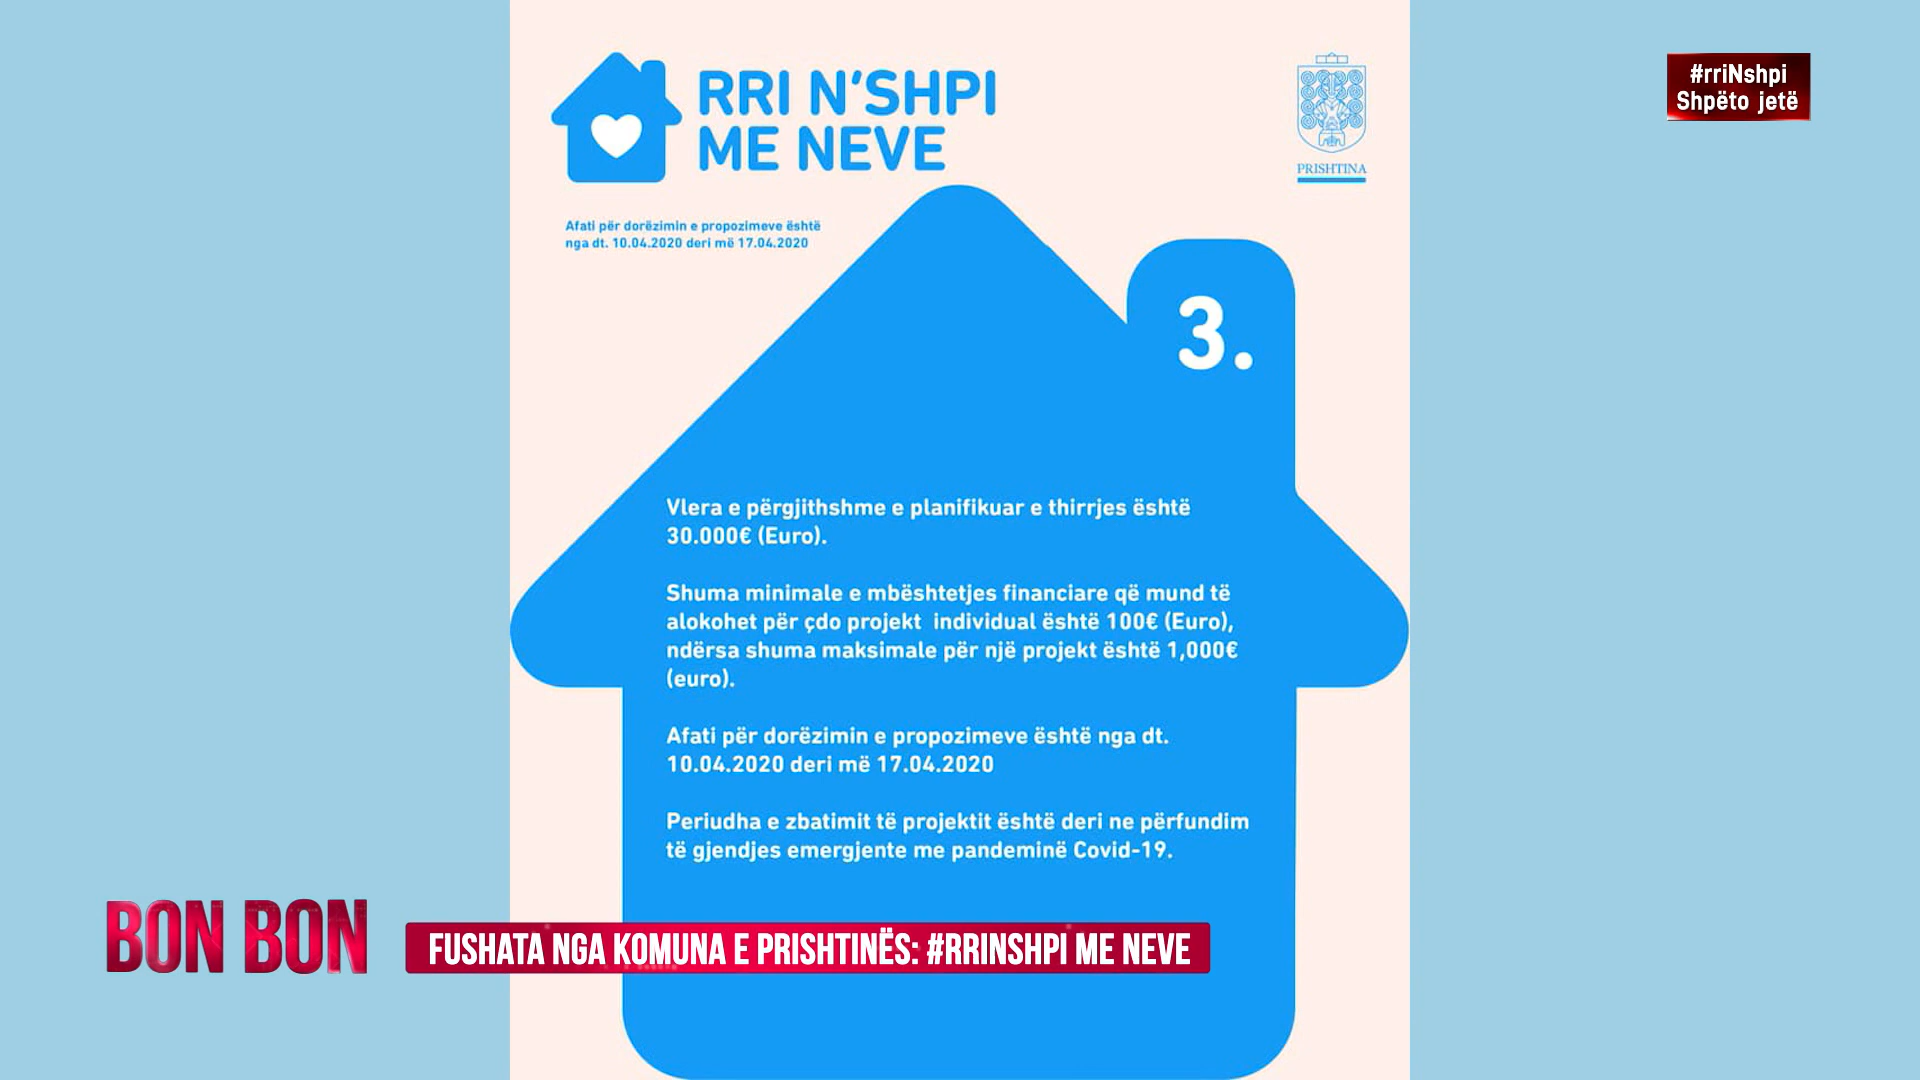 RRI N'SHPI
ME NEVE
PRISHTINA
#rriNshpi
Shpëto jetë
Afati për dorëzimin e propozimeve është
nga dt. 10.04.2020 deri më 17.04.2020
3.
Vlera e përgjithshme e planifikuar e thirrjes është
30.000€ (Euro).
Shuma minimale e mbështetjes financiare që mund të
alokohet për çdo projekt individual është 100€ (Euro),
ndërsa shuma maksimale për një projekt është 1,000€
(euro).
Afati për dorëzimin e propozimeve është nga dt.
10.04.2020 deri më 17.04.2020
Periudha e zbatimit të projektit është deri ne përfundim
të gjendjes emergjente me pandeminë Covid-19.
BON BON
FUSHATA NGA KOMUNA E PRISHTINËS: #RRINSHPI ME NEVE